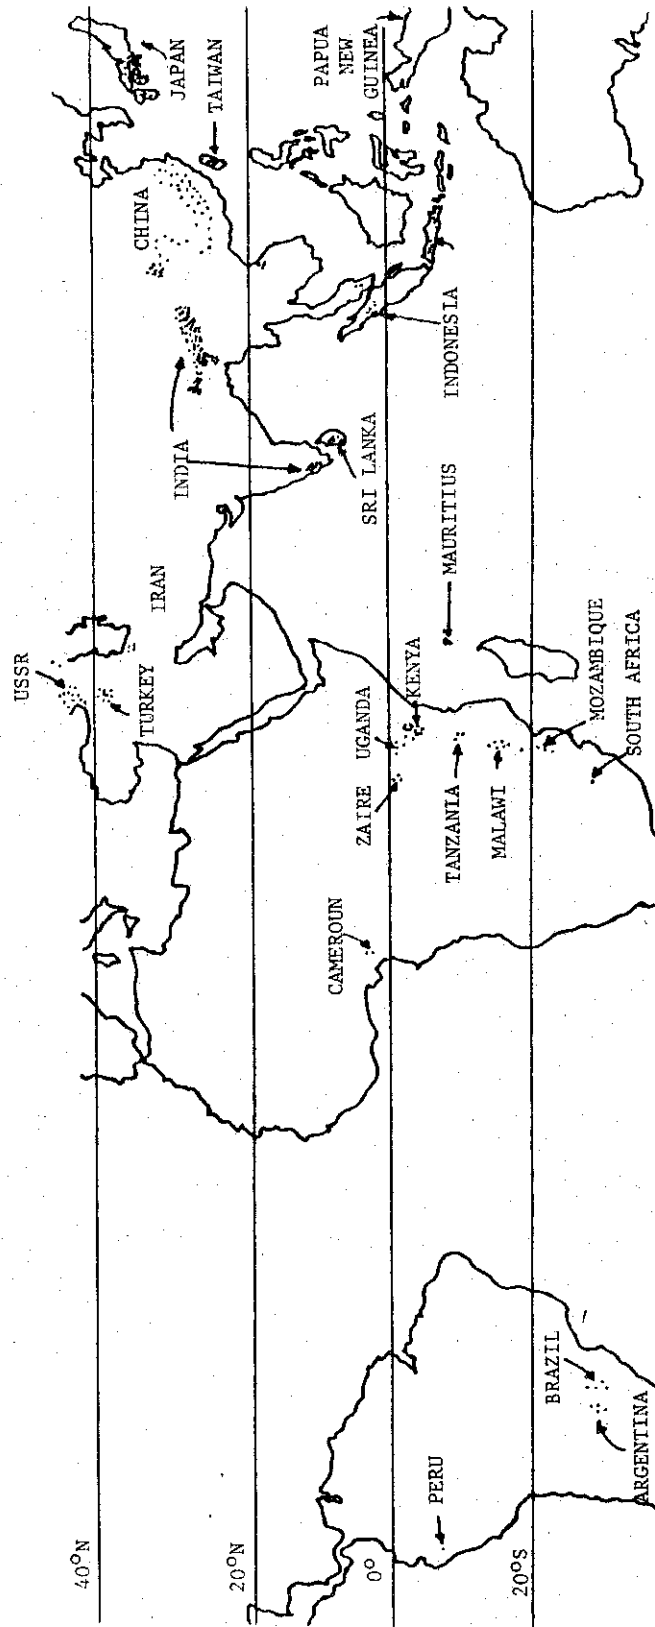 40°N
20°N
0°
20°S
USSR
TURKEY
IRAN
INDIA
CHINA
JAPAN
TAIWAN
PAPUA
NEW
GUINEA
SRI LANKA
INDONESIA
MAURITIUS
CAMEROUN
ZAIRE
UGANDA
KENYA
TANZANIA
MALAWI
MOZAMBIQUE
SOUTH AFRICA
PERU
BRAZIL
ARGENTINA